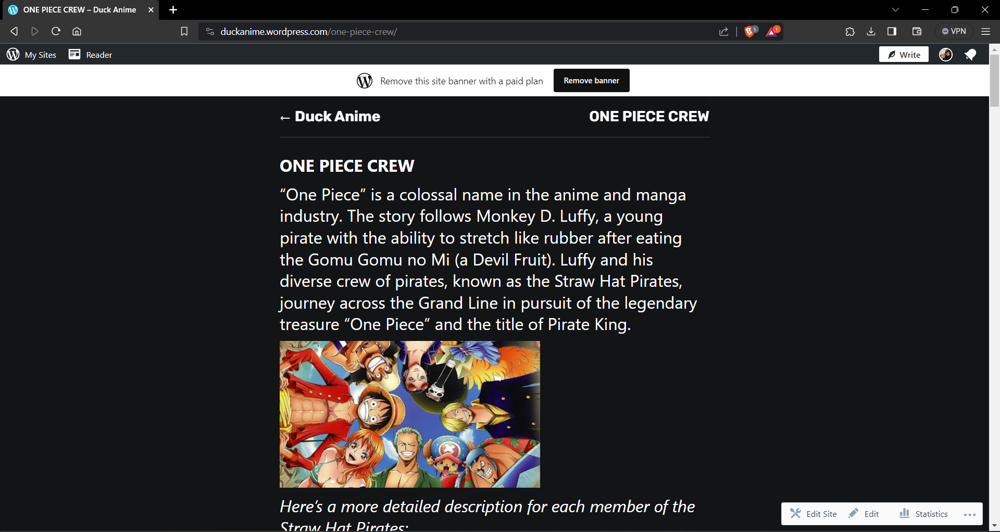 ONE PIECE CREW – Duck Anime
duckanime.wordpress.com/one-piece-crew/
5
1
VPN
My Sites
Reader
Write
Remove this site banner with a paid plan
Remove banner
← Duck Anime
ONE PIECE CREW
ONE PIECE CREW
“One Piece” is a colossal name in the anime and manga
industry. The story follows Monkey D. Luffy, a young
pirate with the ability to stretch like rubber after eating
the Gomu Gomu no Mi (a Devil Fruit). Luffy and his
diverse crew of pirates, known as the Straw Hat Pirates,
journey across the Grand Line in pursuit of the legendary
treasure “One Piece” and the title of Pirate King.
Here’s a more detailed description for each member of the
Straw Hat Pirates:
Edit Site
Edit
Statistics